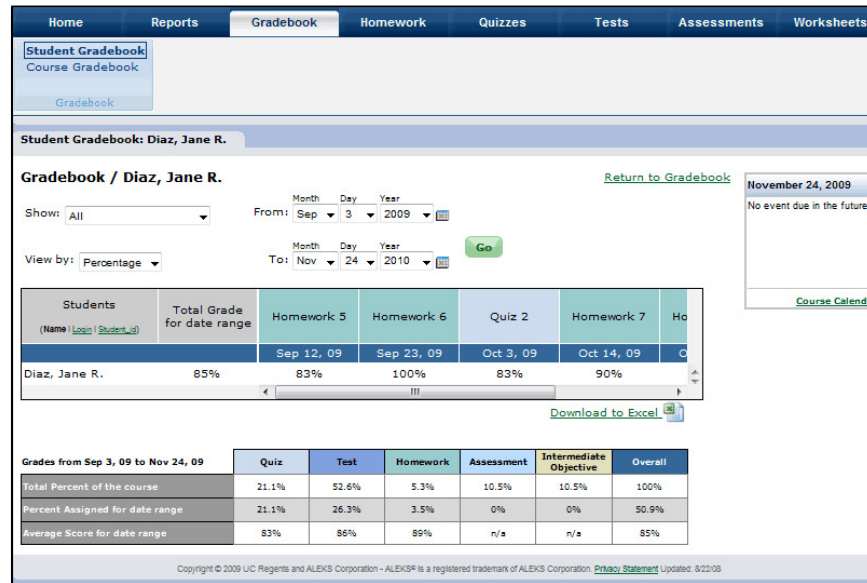 Home Reports Gradebook Homework Quizzes Tests Assessments Worksheets
Student Gradebook
Course Gradebook
Gradebook
Student Gradebook: Diaz, Jane R.
Gradebook / Diaz, Jane R.
Return to Gradebook
Month Day Year
Show: All From: Sep 3 2009
Month Day Year
View by: Percentage To: Nov 24 2010
Go
November 24, 2009
No event due in the future
Course Calend
Students Total Grade for date range Homework 5 Homework 6 Quiz 2 Homework 7 Ho
(Name | Login | Student_id)
Sep 12, 09 Sep 23, 09 Oct 3, 09 Oct 14, 09 O
Diaz, Jane R. 85% 83% 100% 83% 90%
Download to Excel
Grades from Sep 3, 09 to Nov 24, 09 Quiz Test Homework Assessment Intermediate Objective Overall
Total Percent of the course 21.1% 52.6% 5.3% 10.5% 10.5% 100%
Percent Assigned for date range 21.1% 26.3% 3.5% 0% 0% 50.9%
Average Score for date range 83% 86% 89% n/a n/a 85%
Copyright © 2009 UC Regents and ALEKS Corporation - ALEKS® is a registered trademark of ALEKS Corporation. Privacy Statement Updated: 8/22/08